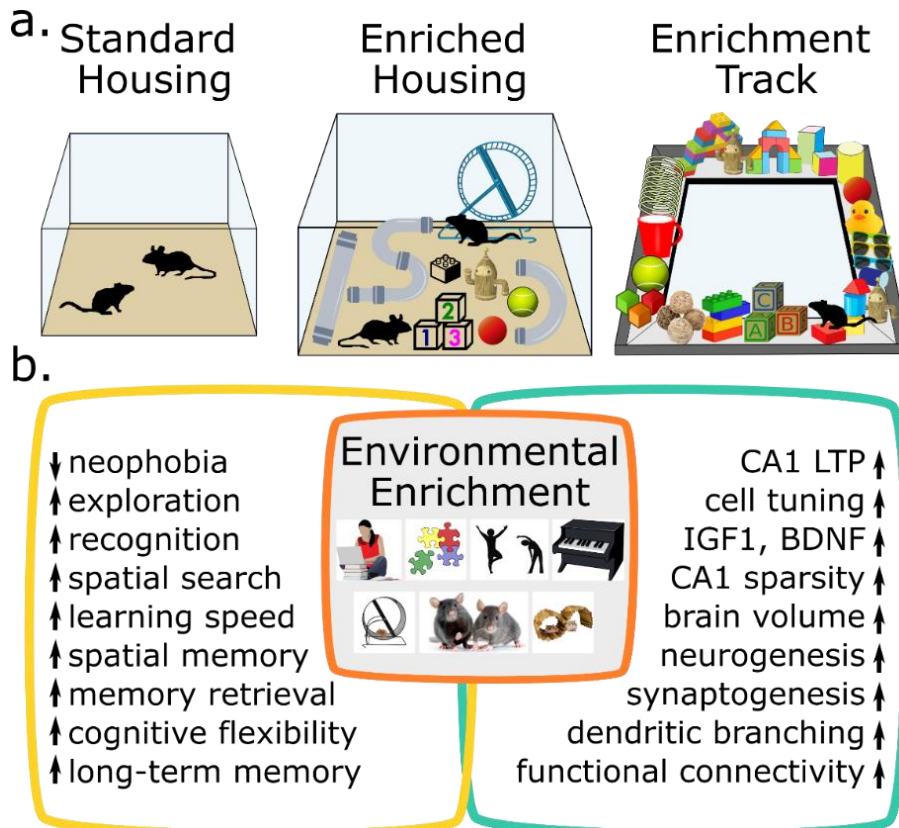 a.
Standard
Housing
Enriched
Housing
Enrichment
Track
2
1 3
C
A B
b.
↓ neophobia
↑ exploration
↑ recognition
↑ spatial search
↑ learning speed
↑ spatial memory
↑ memory retrieval
↑ cognitive flexibility
↑ long-term memory
Environmental
Enrichment
CA1 LTP ↑
cell tuning ↑
IGF1, BDNF ↑
CA1 sparsity ↑
brain volume ↑
neurogenesis ↑
synaptogenesis ↑
dendritic branching ↑
functional connectivity ↑